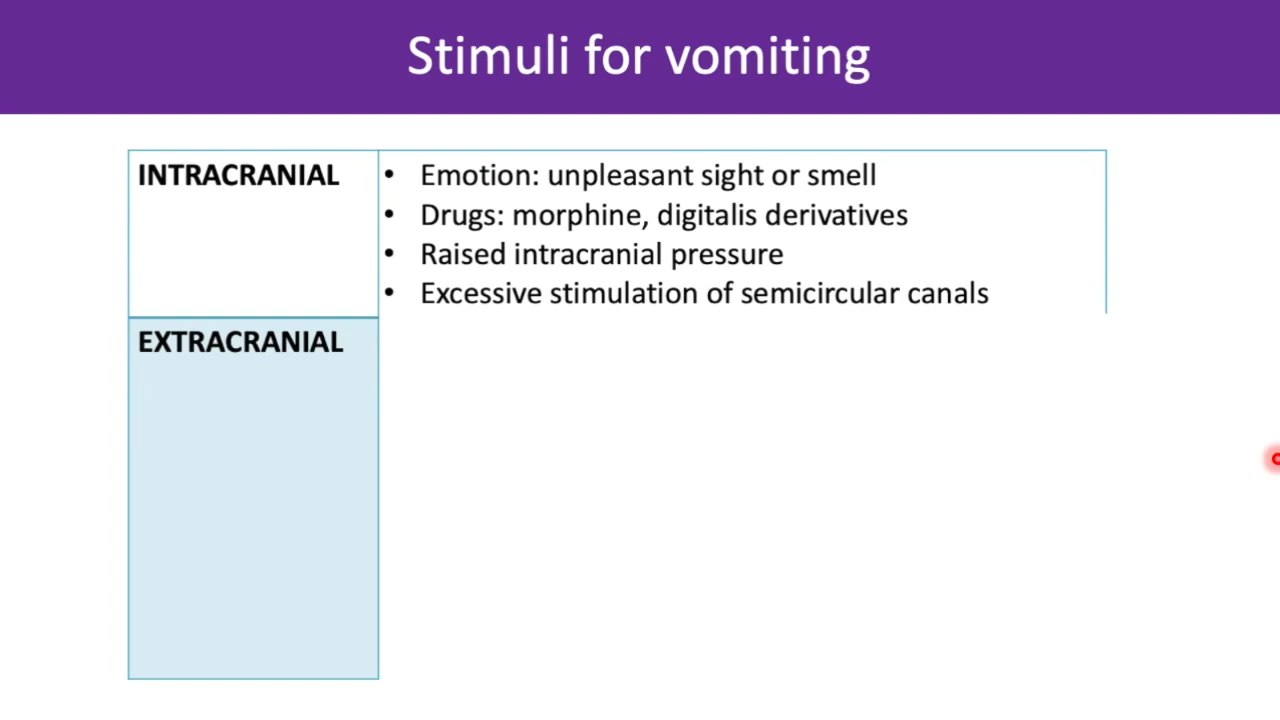 Stimuli for vomiting
INTRACRANIAL
• Emotion: unpleasant sight or smell
• Drugs: morphine, digitalis derivatives
• Raised intracranial pressure
• Excessive stimulation of semicircular canals
EXTRACRANIAL